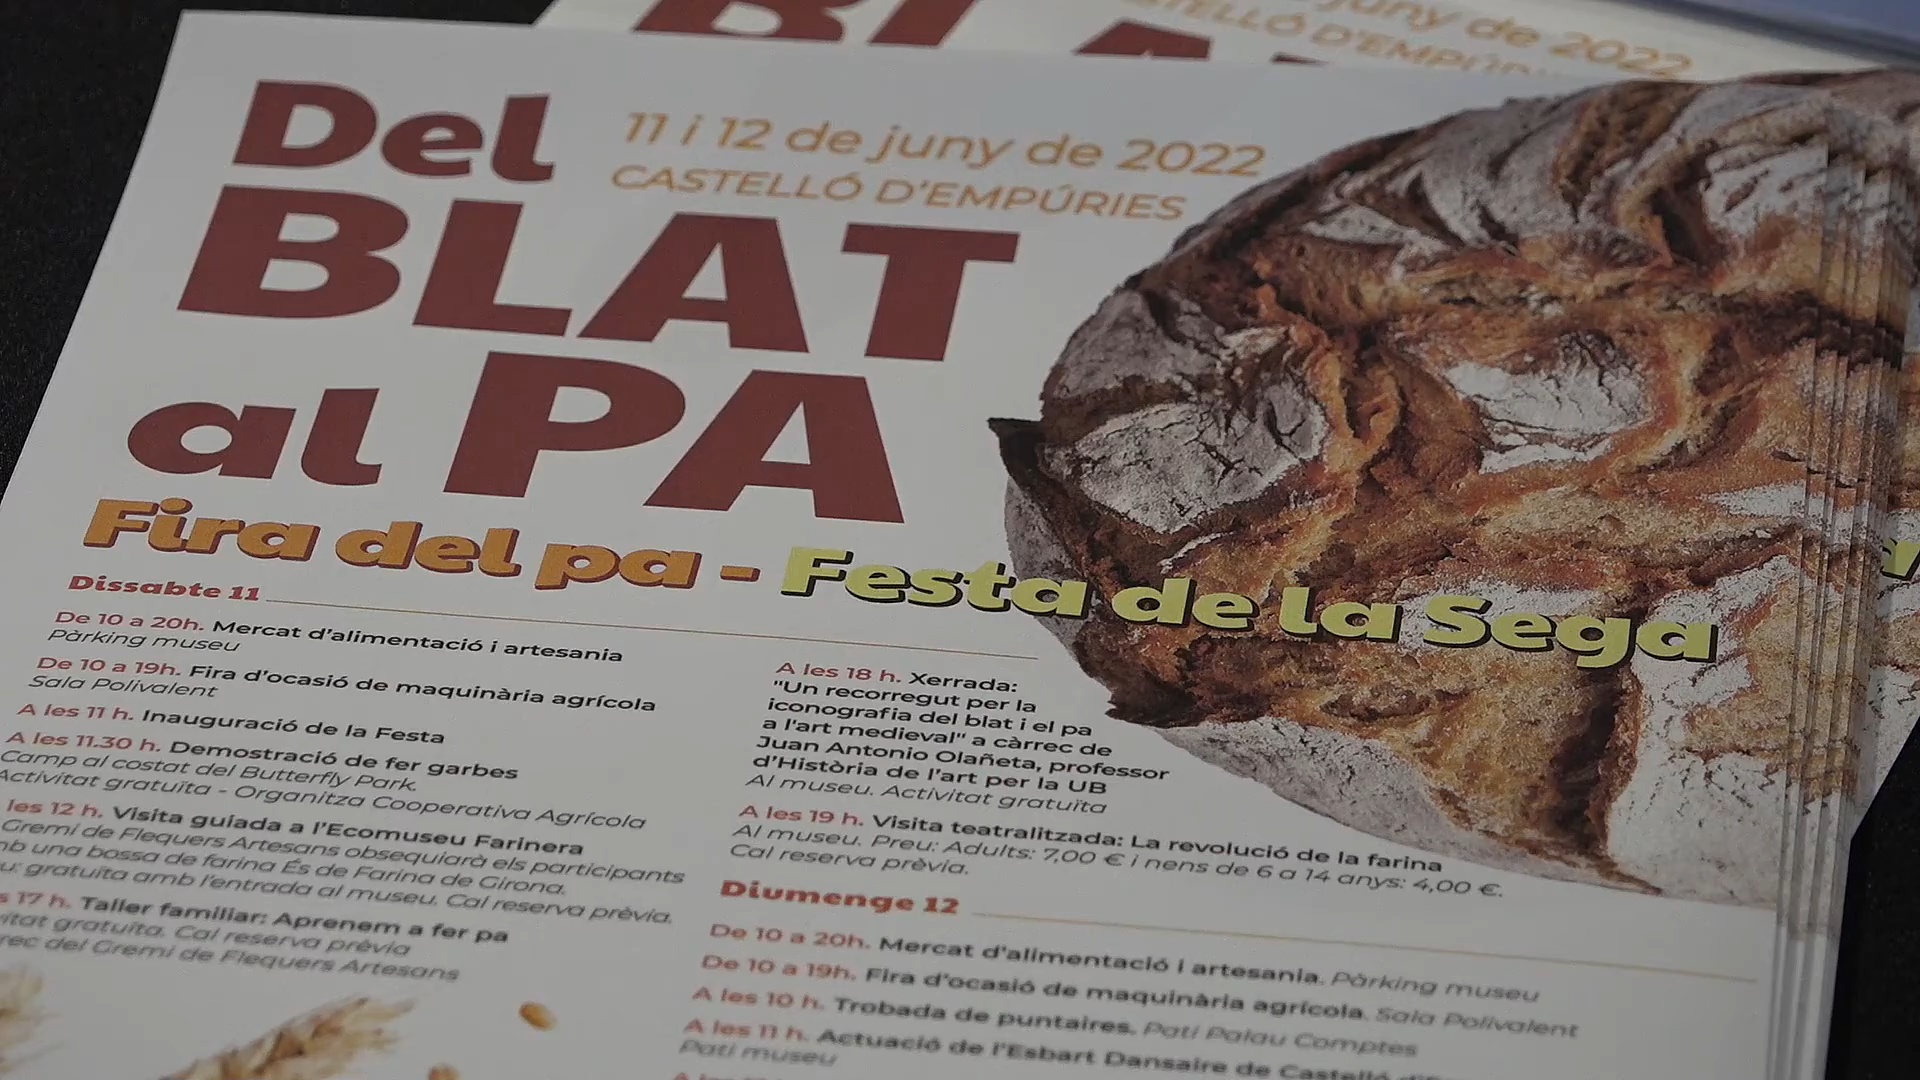 juny de 2022
D'EMPÚRIES
Del
BLAT
al PA
11 i 12 de juny de 2022
CASTELLÓ D'EMPÚRIES
Fira del pa - Festa de la Sega
Dissabte 11
De 10 a 20h. Mercat d'alimentació i artesania
Pàrking museu
De 10 a 19h. Fira d'ocasió de maquinària agrícola
Sala Polivalent
A les 11 h. Inauguració de la Festa
A les 11.30 h. Demostració de fer garbes
Camp al costat del Butterfly Park.
Activitat gratuïta - Organitza Cooperativa Agrícola
les 12 h. Visita guiada a l'Ecomuseu Farinera
Gremi de Flequers Artesans obsequiarà els participants
una bossa de farina És de Farina de Girona.
gratuïta amb l'entrada al museu. Cal reserva prèvia.
17 h. Taller familiar: Aprenem a fer pa
gratuïta. Cal reserva prèvia
del Gremi de Flequers Artesans
A les 18 h. Xerrada:
"Un recorregut per la
iconografia del blat i el pa
a l'art medieval" a càrrec de
Juan Antonio Olañeta, professor
d'Història de l'art per la UB
Al museu. Activitat gratuïta
A les 19 h. Visita teatralitzada: La revolució de la farina
Al museu. Preu: Adults: 7,00 € i nens de 6 a 14 anys: 4,00 €.
Cal reserva prèvia.
Diumenge 12
De 10 a 20h. Mercat d'alimentació i artesania. Pàrking museu
De 10 a 19h. Fira d'ocasió de maquinària agrícola. Sala Polivalent
A les 10 h. Trobada de puntaires. Pati Palau Comptes
A les 11 h. Actuació de l'Esbart Dansaire de Castelló
Pati museu